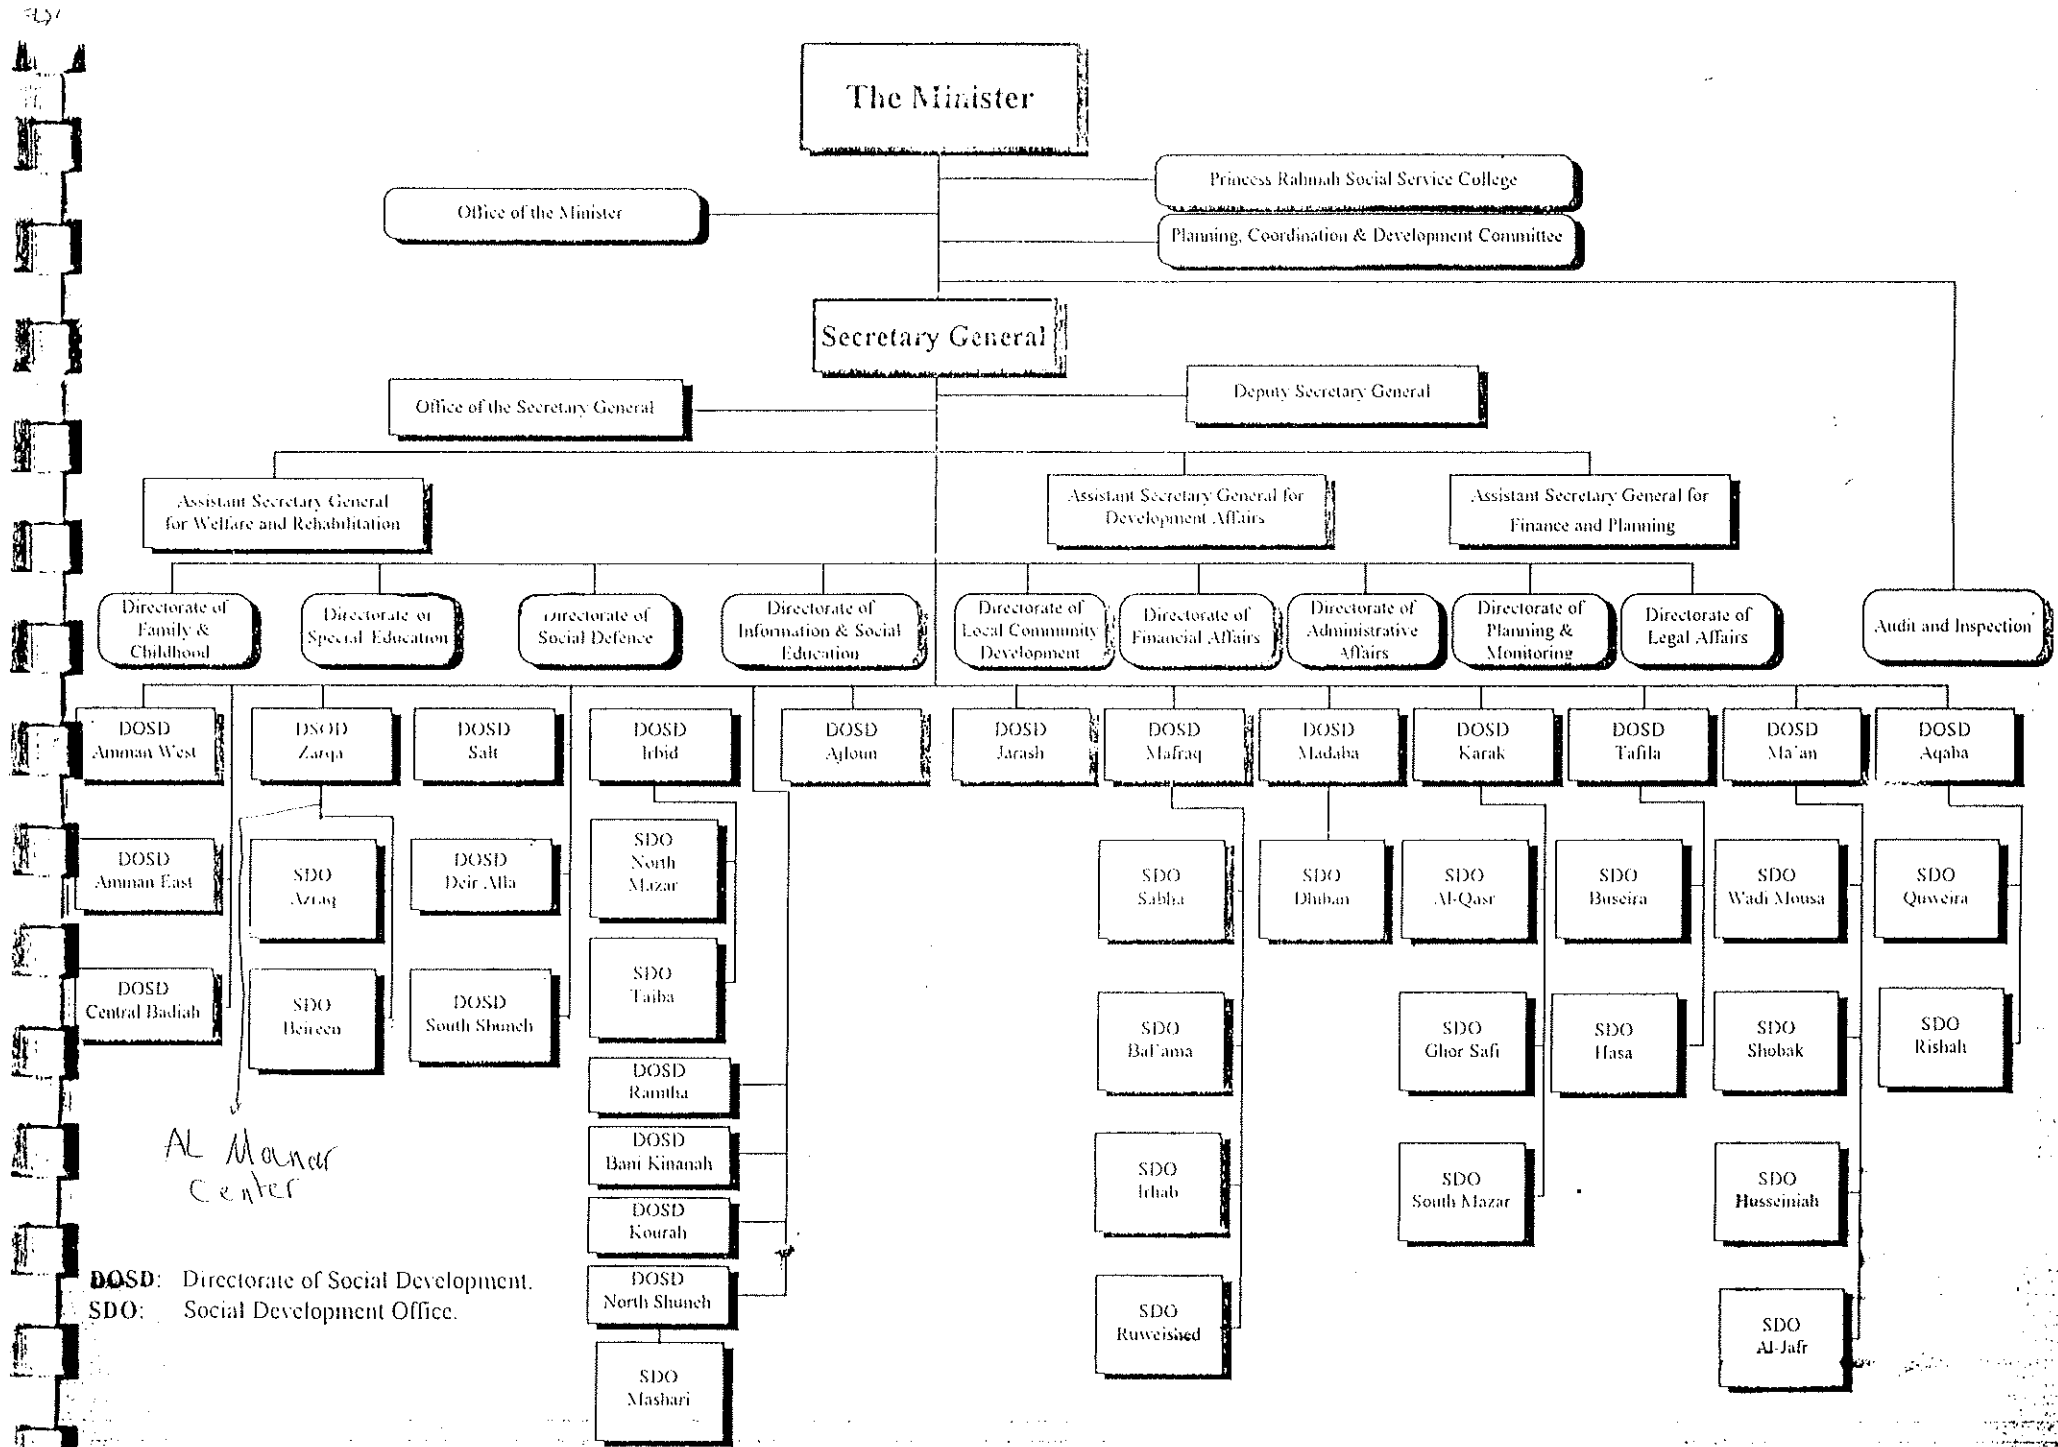 The Minister
Princess Rahmah Social Service College
Office of the Minister
Planning, Coordination & Development Committee
Secretary General
Deputy Secretary General
Office of the Secretary General
Assistant Secretary General
for Welfare and Rehabilitation
Assistant Secretary General for
Development Affairs
Assistant Secretary General for
Finance and Planning
Directorate of
Family &
Childhood
Directorate of
Special Education
Directorate of
Social Defence
Directorate of
Information & Social
Education
Directorate of
Local Community
Development
Directorate of
Financial Affairs
Directorate of
Administrative
Affairs
Directorate of
Planning &
Monitoring
Directorate of
Legal Affairs
Audit and Inspection
DOSD
Amman West
DSOD
Zarqa
DOSD
Salt
DOSD
Irbid
DOSD
Ajloun
DOSD
Jarash
DOSD
Mafraq
DOSD
Madaba
DOSD
Karak
DOSD
Tafila
DOSD
Ma'an
DOSD
Aqaba
DOSD
Amman East
SDO
Azraq
DOSD
Deir Alla
SDO
North
Mazar
SDO
Sabha
SDO
Dhiban
SDO
Al-Qasr
SDO
Buseira
SDO
Wadi Mousa
SDO
Quweira
DOSD
Central Badiah
SDO
Beireen
DOSD
South Shuneh
SDO
Taiba
SDO
Bal'ama
SDO
Ghor Safi
SDO
Hasa
SDO
Shobak
SDO
Rishah
DOSD
Ramtha
DOSD
Bani Kinanah
SDO
Irhab
SDO
South Mazar
SDO
Husseiniah
AL Manar
Center
DOSD
Kourah
DOSD
North Shuneh
SDO
Ruweished
SDO
Al-Jafr
SDO
Mashari
DOSD: Directorate of Social Development.
SDO: Social Development Office.